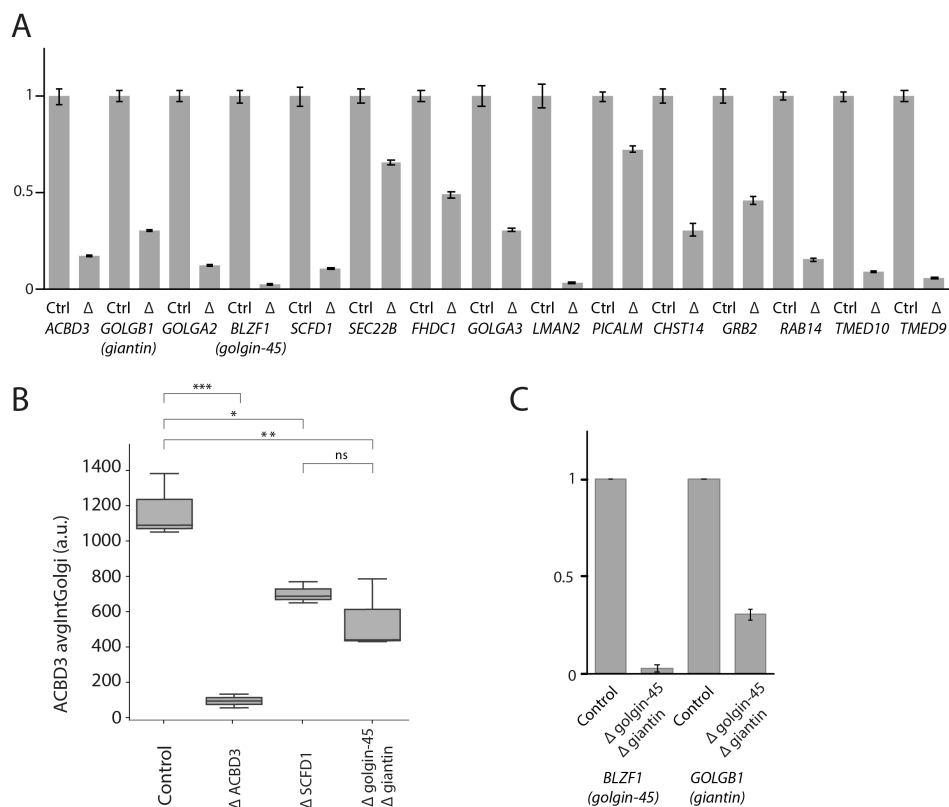 A
1
0.5
0
Ctrl Δ Ctrl Δ Ctrl Δ Ctrl Δ Ctrl Δ Ctrl Δ Ctrl Δ Ctrl Δ Ctrl Δ Ctrl Δ Ctrl Δ Ctrl Δ Ctrl Δ Ctrl Δ Ctrl Δ
ACBD3 GOLGB1 GOLGA2 BLZF1 SCFD1 SEC22B FHDC1 GOLGA3 LMAN2 PICALM CHST14 GRB2 RAB14 TMED10 TMED9
(giantin) (golgin-45)
B
***
*
**
ns
ACBD3 avgIntGolgi (a.u.)
1400
1200
1000
800
600
400
200
0
Control
Δ ACBD3
Δ SCFD1
Δ golgin-45
Δ giantin
C
1
0.5
0
Control
Δ golgin-45
Δ giantin
Control
Δ golgin-45
Δ giantin
BLZF1 GOLGB1
(golgin-45) (giantin)